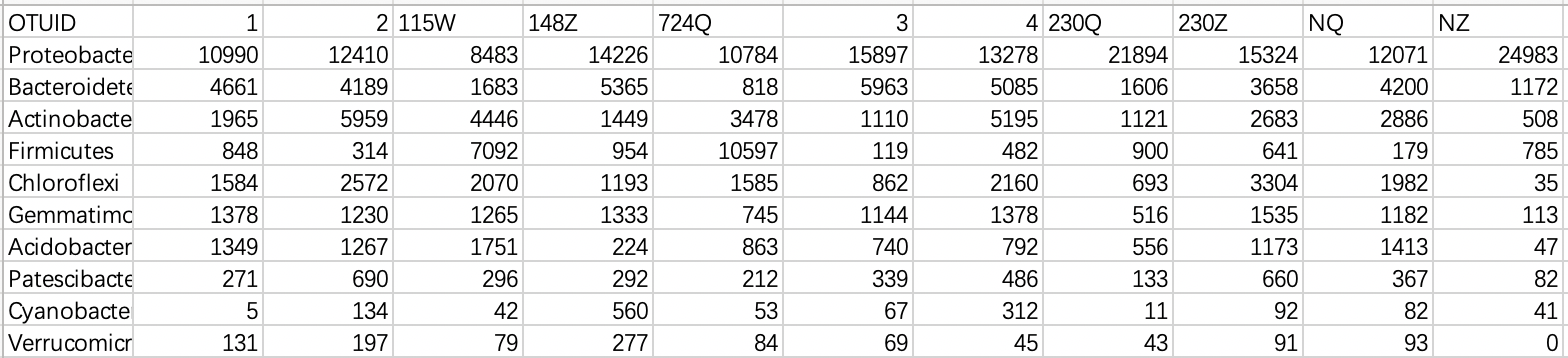 OTUID 1 2 115W 148Z 724Q 3 4 230Q 230Z NQ NZ
Proteobacte 10990 12410 8483 14226 10784 15897 13278 21894 15324 12071 24983
Bacteroidete 4661 4189 1683 5365 818 5963 5085 1606 3658 4200 1172
Actinobacte 1965 5959 4446 1449 3478 1110 5195 1121 2683 2886 508
Firmicutes 848 314 7092 954 10597 119 482 900 641 179 785
Chloroflexi 1584 2572 2070 1193 1585 862 2160 693 3304 1982 35
Gemmatimo 1378 1230 1265 1333 745 1144 1378 516 1535 1182 113
Acidobacter 1349 1267 1751 224 863 740 792 556 1173 1413 47
Patescibacte 271 690 296 292 212 339 486 133 660 367 82
Cyanobacte 5 134 42 560 53 67 312 11 92 82 41
Verrucomicr 131 197 79 277 84 69 45 43 91 93 0